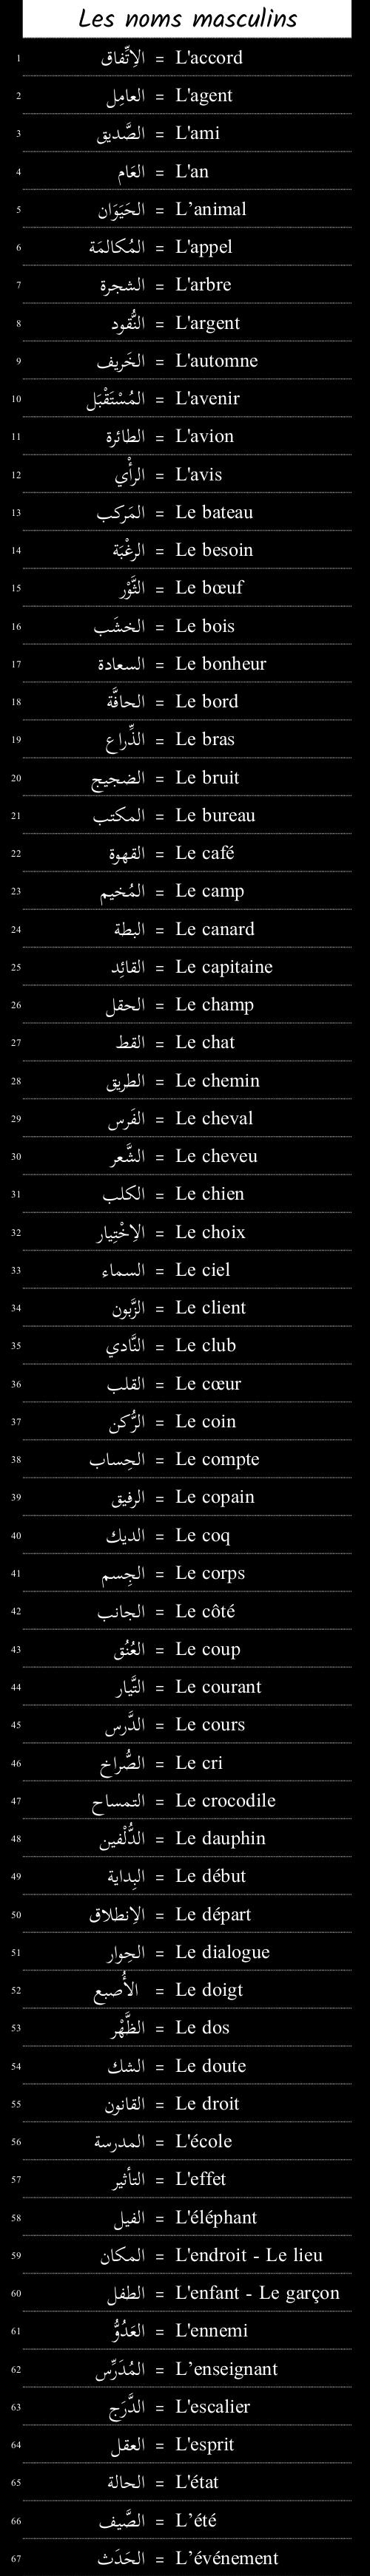 Les noms masculins
1 الاِتِّفاق = L'accord
2 العامِل = L'agent
3 الصَّديق = L'ami
4 العَام = L'an
5 الحَيَوَان = L’animal
6 المُكالمَة = L'appel
7 الشجرة = L'arbre
8 النُّقود = L'argent
9 الخَريف = L'automne
10 المُسْتَقْبَل = L'avenir
11 الطائرة = L'avion
12 الرأْي = L'avis
13 المَركب = Le bateau
14 الرغْبَة = Le besoin
15 الثَّوْر = Le bœuf
16 الخشَب = Le bois
17 السعادة = Le bonheur
18 الحافَّة = Le bord
19 الذِّراع = Le bras
20 الضجيج = Le bruit
21 المكتب = Le bureau
22 القهوة = Le café
23 المُخيم = Le camp
24 البطة = Le canard
25 القائِد = Le capitaine
26 الحقل = Le champ
27 القط = Le chat
28 الطريق = Le chemin
29 الفَرس = Le cheval
30 الشَّعر = Le cheveu
31 الكلب = Le chien
32 الاِخْتِيار = Le choix
33 السماء = Le ciel
34 الزَّبون = Le client
35 النَّادي = Le club
36 القلب = Le cœur
37 الرُّكن = Le coin
38 الحِساب = Le compte
39 الرفيق = Le copain
40 الديك = Le coq
41 الجِسم = Le corps
42 الجانب = Le côté
43 العُنُق = Le coup
44 التَّيار = Le courant
45 الدَّرس = Le cours
46 الصُّراخ = Le cri
47 التمساح = Le crocodile
48 الدُّلْفين = Le dauphin
49 البِداية = Le début
50 الاِنطلاق = Le départ
51 الحِوار = Le dialogue
52 الأُصبع = Le doigt
53 الظَّهْر = Le dos
54 الشك = Le doute
55 القانون = Le droit
56 المدرسة = L'école
57 التأثير = L'effet
58 الفيل = L'éléphant
59 المكان = L'endroit - Le lieu
60 الطفل = L'enfant - Le garçon
61 العَدُوُّ = L'ennemi
62 المُدَرِّس = L’enseignant
63 الدَّرَج = L'escalier
64 العقل = L'esprit
65 الحالة = L'état
66 الصَّيف = L’été
67 الحَدَث = L’événement